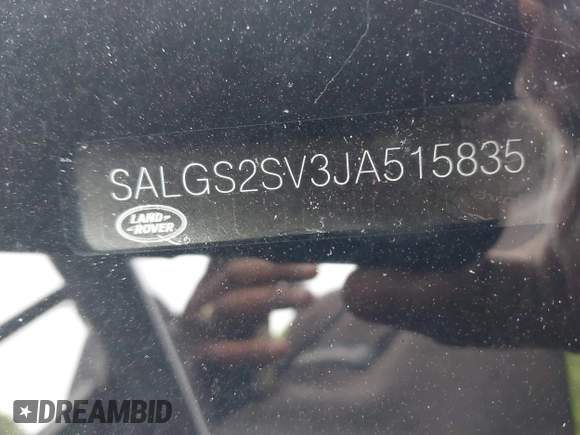 SALGS2SV3JA515835
LAND-
-ROVER
DREAMBID